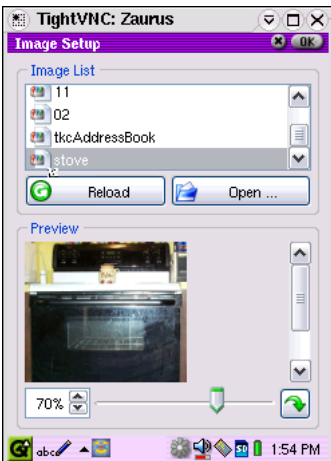 TightVNC: Zaurus
Image Setup
OK
Image List
11
02
tkcAddressBook
stove
Reload
Open ...
Preview
70%
abc
SD
1:54 PM